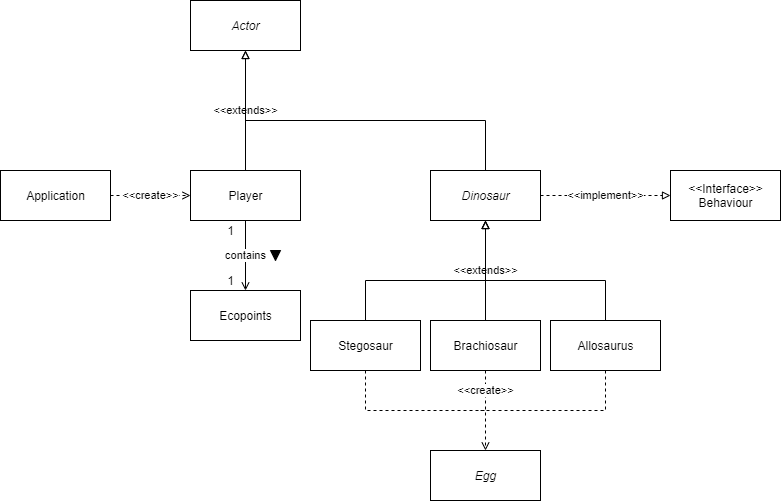 Actor
<<extends>>
Application
<<create>>
Player
Dinosaur
<<implement>>
<<Interface>>
Behaviour
1
contains ▼
1
Ecopoints
<<extends>>
Stegosaur
Brachiosaur
Allosaurus
<<create>>
Egg